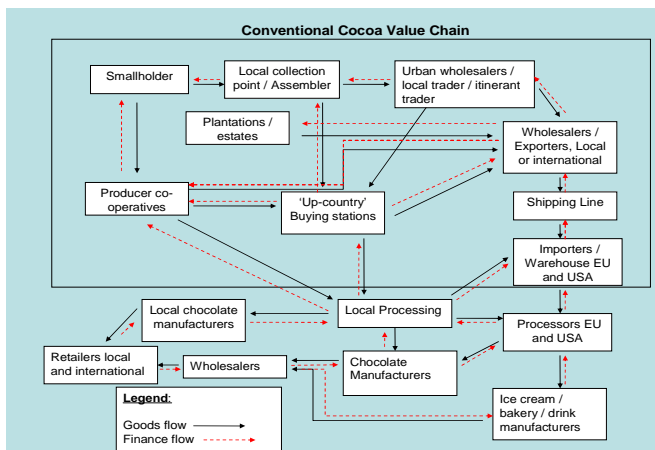 Conventional Cocoa Value Chain
Smallholder
Local collection
point / Assembler
Urban wholesalers /
local trader / itinerant
trader
Plantations /
estates
Wholesalers /
Exporters, Local
or international
Producer co-
operatives
'Up-country'
Buying stations
Shipping Line
Importers /
Warehouse EU
and USA
Local chocolate
manufacturers
Local Processing
Processors EU
and USA
Retailers local
and international
Wholesalers
Chocolate
Manufacturers
Ice cream /
bakery / drink
manufacturers
Legend:
Goods flow
Finance flow